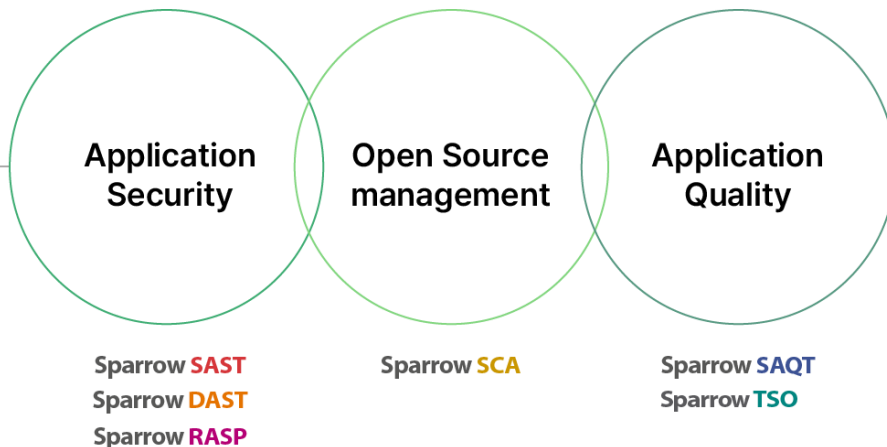 Application
Security
Open Source
management
Application
Quality
Sparrow SAST
Sparrow DAST
Sparrow RASP
Sparrow SCA
Sparrow SAQT
Sparrow TSO